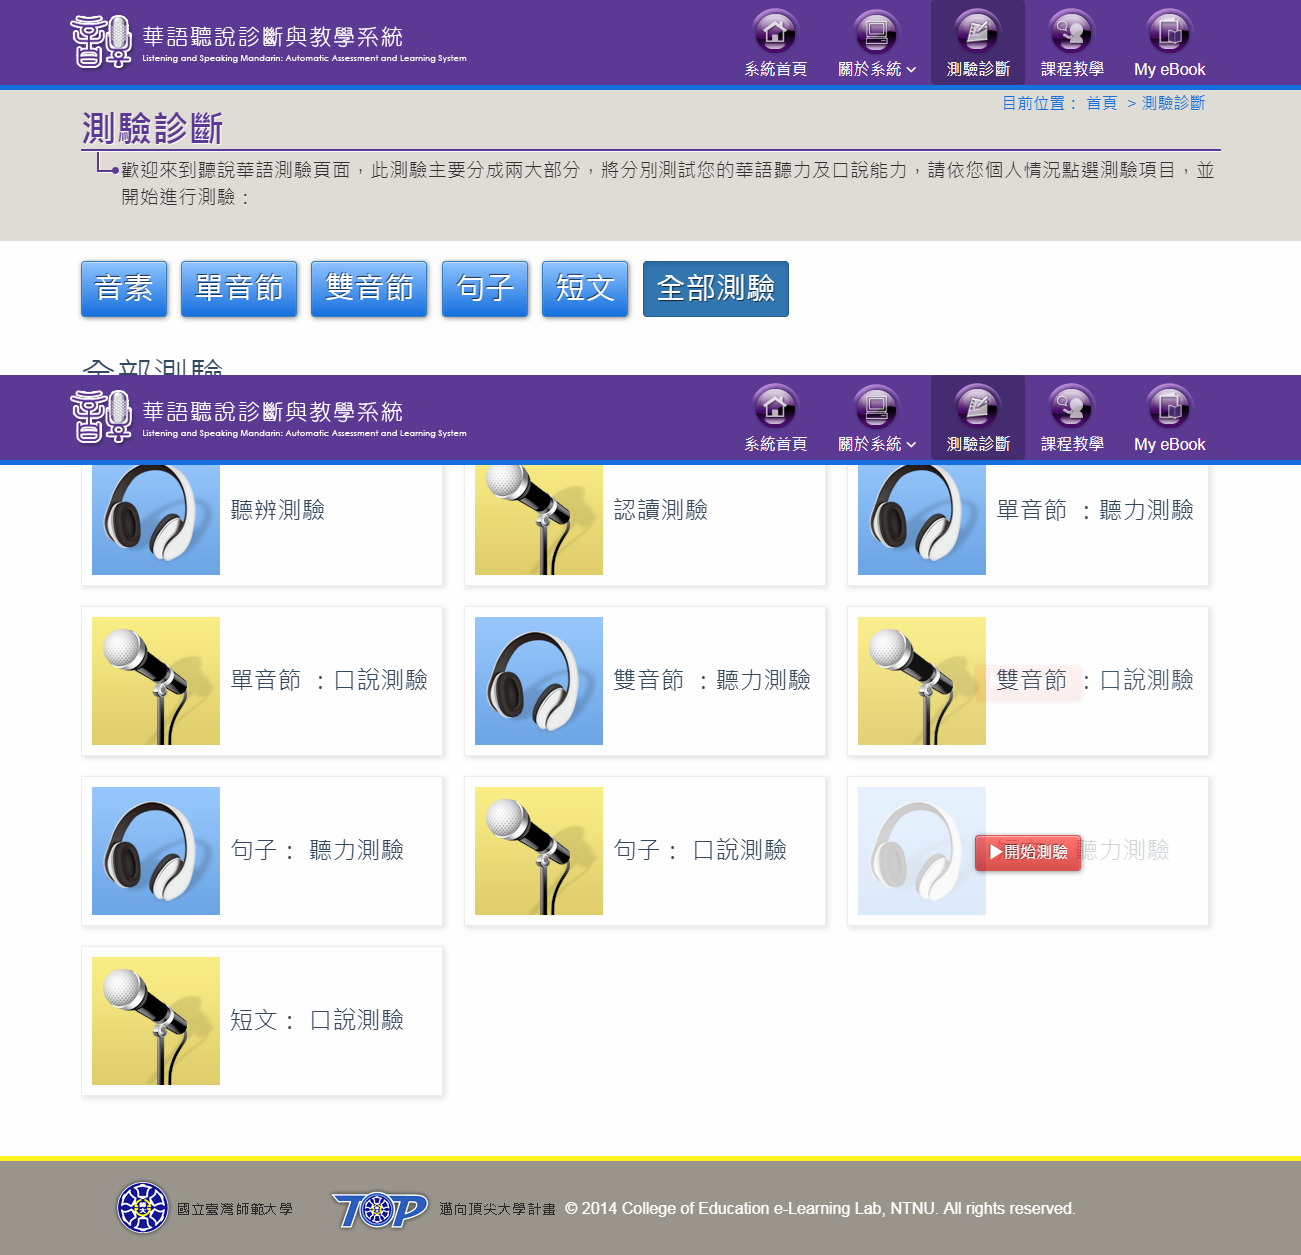 華語聽說診斷與教學系統
Listening and Speaking Mandarin: Automatic Assessment and Learning System
系統首頁
關於系統
測驗診斷
課程教學
My eBook
目前位置： 首頁 > 測驗診斷
測驗診斷
歡迎來到聽說華語測驗頁面，此測驗主要分成兩大部分，將分別測試您的華語聽力及口說能力，請依您個人情況點選測驗項目，並
開始進行測驗：
音素
單音節
雙音節
句子
短文
全部測驗
全部測驗
華語聽說診斷與教學系統
Listening and Speaking Mandarin: Automatic Assessment and Learning System
系統首頁
關於系統
測驗診斷
課程教學
My eBook
聽辨測驗
認讀測驗
單音節 ：聽力測驗
單音節 ：口說測驗
雙音節 ：聽力測驗
雙音節 ：口說測驗
句子： 聽力測驗
句子： 口說測驗
開始測驗
聽力測驗
短文： 口說測驗
國立臺灣師範大學
TOP
邁向頂尖大學計畫
© 2014 College of Education e-Learning Lab, NTNU. All rights reserved.